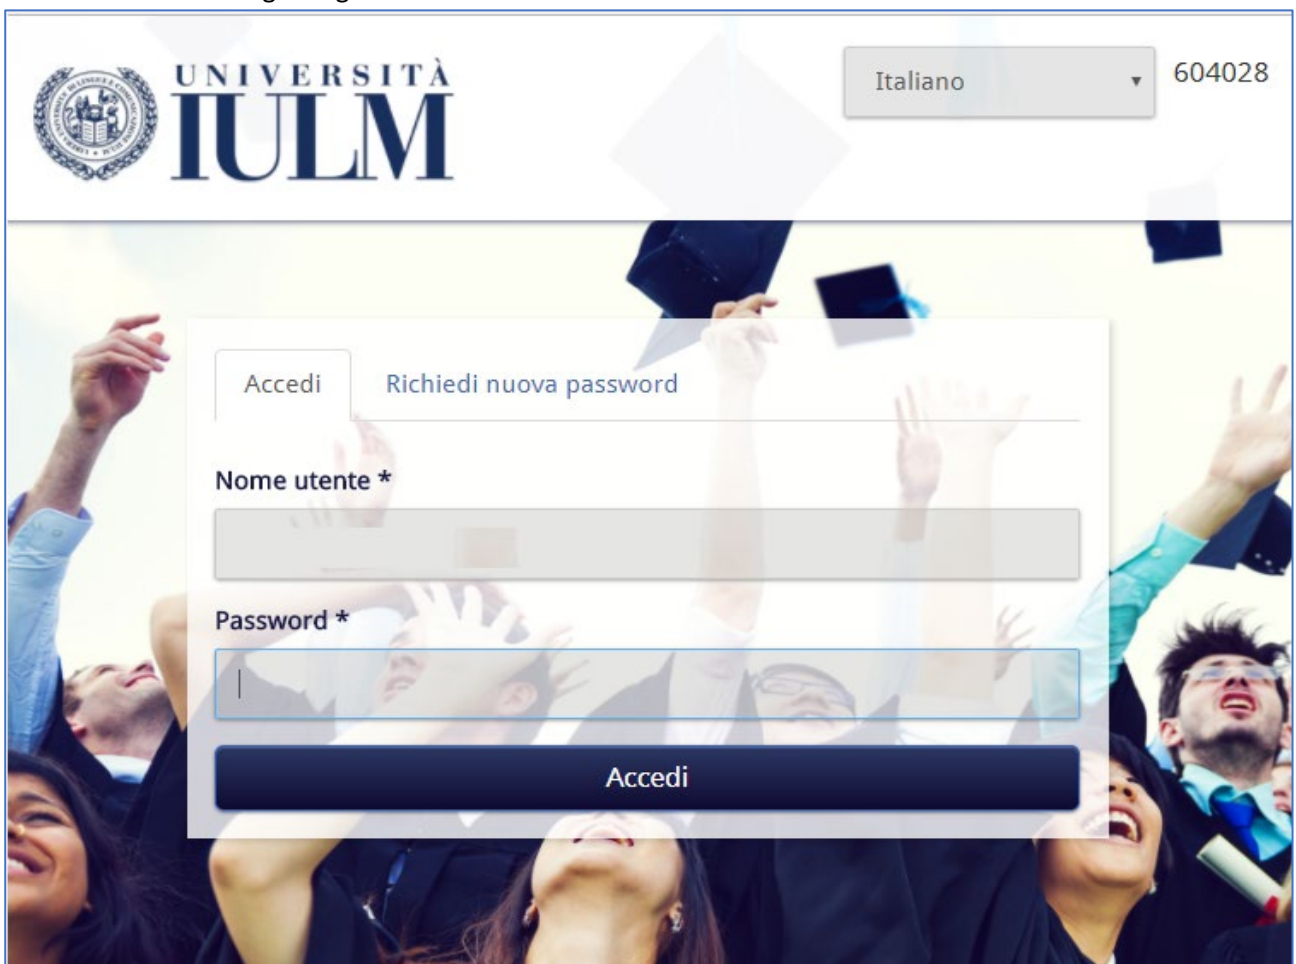 UNIVERSITÀ
IULM
Italiano
604028
Accedi
Richiedi nuova password
Nome utente *
Password *
Accedi